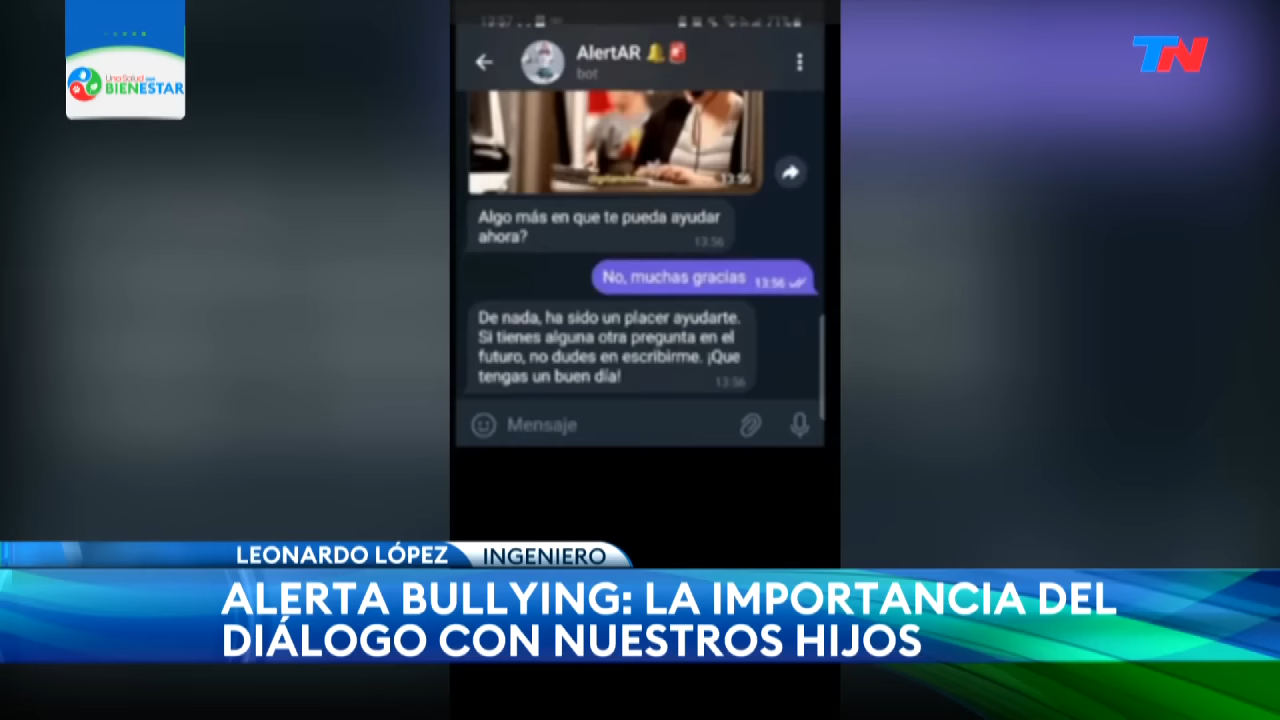 Una Salud
BIENESTAR
TN
13:57
71%
AlertAR
bot
13:56
Algo más en que te pueda ayudar
ahora?
13:56
No, muchas gracias
13:56
De nada, ha sido un placer ayudarte.
Si tienes alguna otra pregunta en el
futuro, no dudes en escribirme. ¡Que
tengas un buen día!
13:56
Mensaje
LEONARDO LÓPEZ
INGENIERO
ALERTA BULLYING: LA IMPORTANCIA DEL
DIÁLOGO CON NUESTROS HIJOS